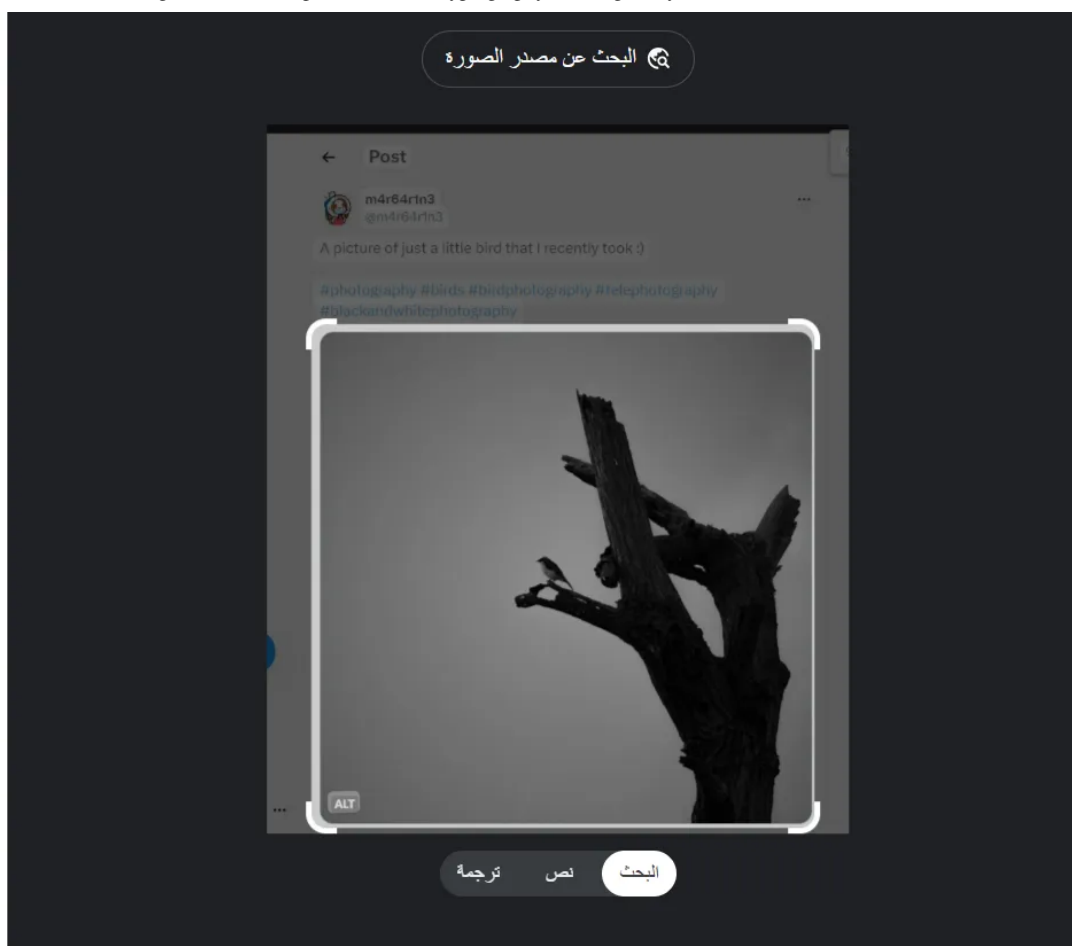 البحث عن مصدر الصورة
Post
m4r64r1n3
@m4r64r1n3
A picture of just a little bird that I recently took :)
#photography #birds #birdphotography #telephotography
#blackandwhitephotography
ALT
البحث
نص
ترجمة